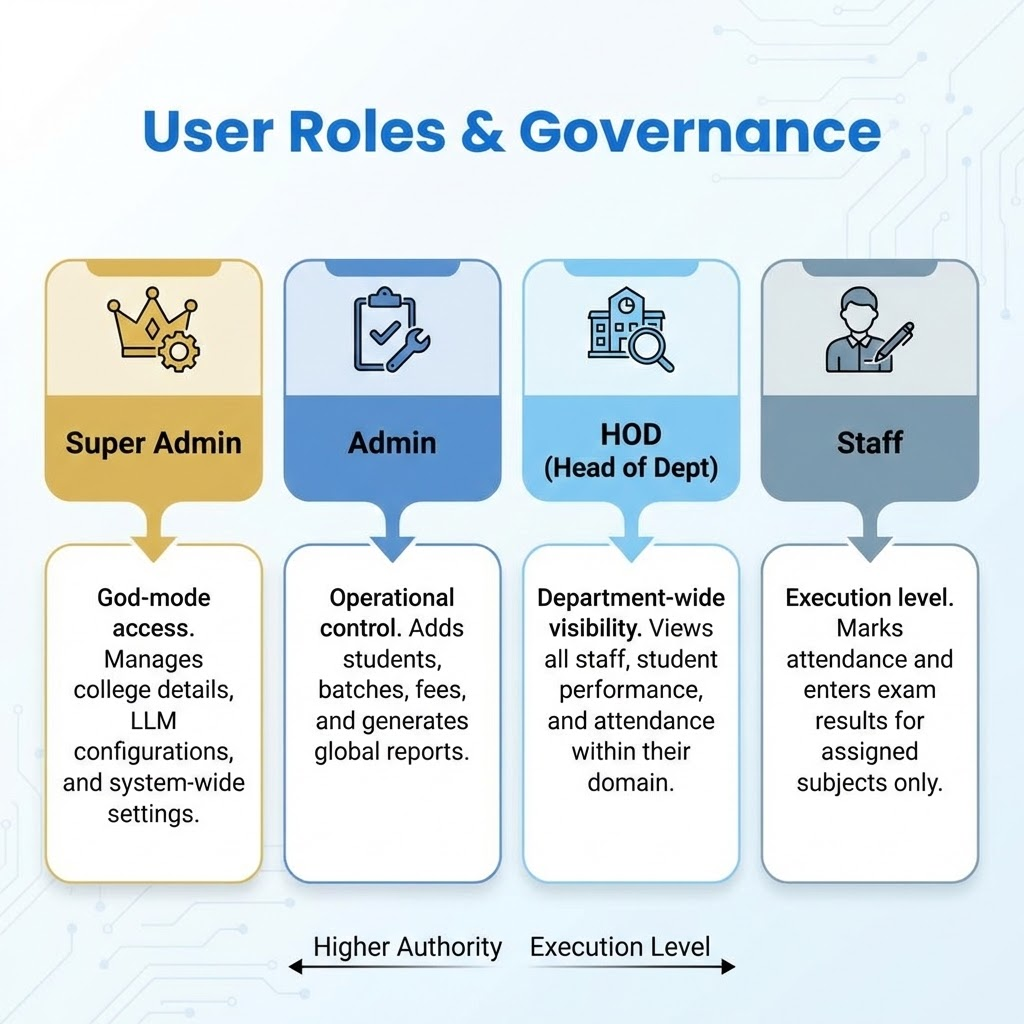 User Roles & Governance
Super Admin
Admin
HOD
(Head of Dept)
Staff
God-mode
access.
Manages
college details,
LLM
configurations,
and system-wide
settings.
Operational
control. Adds
students,
batches, fees,
and generates
global reports.
Department-wide
visibility. Views
all staff, student
performance,
and attendance
within their
domain.
Execution level.
Marks
attendance and
enters exam
results for
assigned
subjects only.
Higher Authority
Execution Level